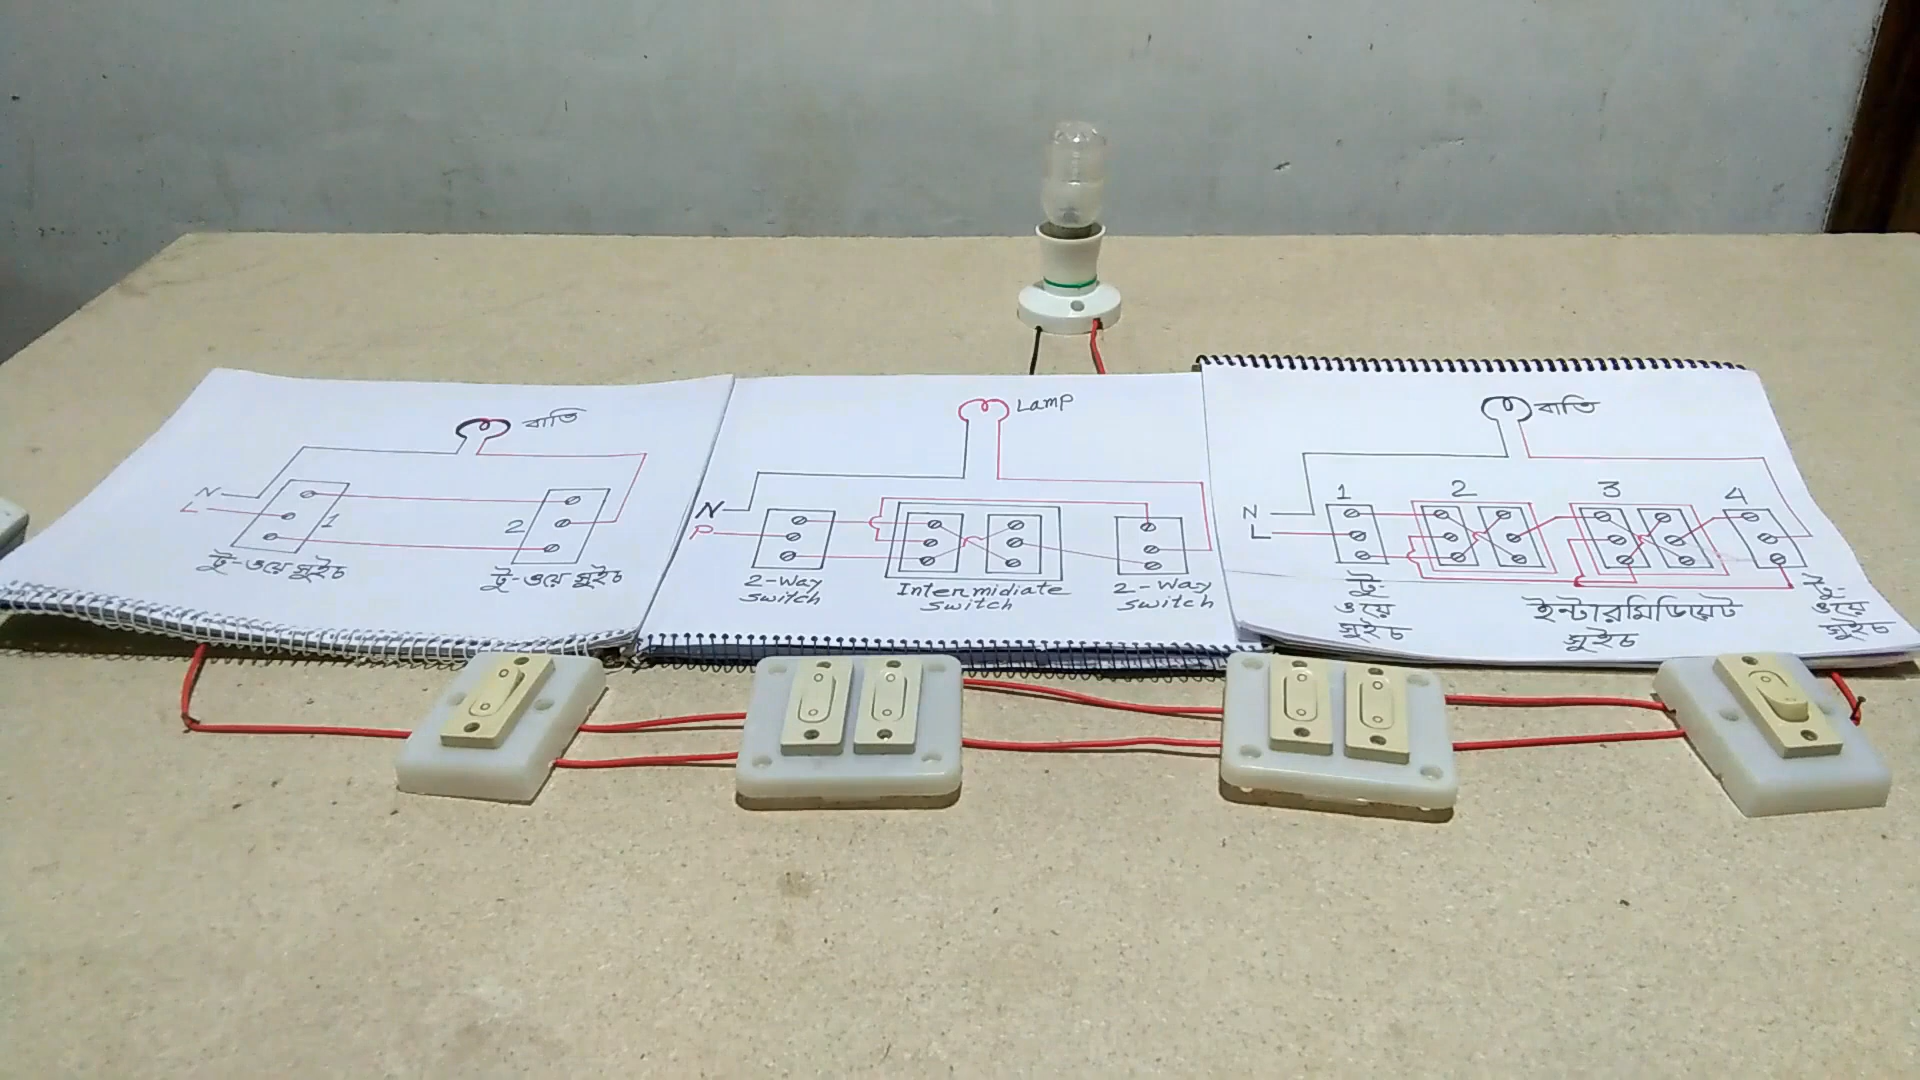 বাতি
N
L
1
2
টু-ওয়ে সুইচ
টু-ওয়ে সুইচ
Lamp
N
P
2-Way
Switch
Intermidiate
Switch
2-Way
Switch
বাতি
1
2
3
4
N
L
টু-
ওয়ে
সুইচ
ইন্টারমিডিয়েট
সুইচ
টু-
ওয়ে
সুইচ